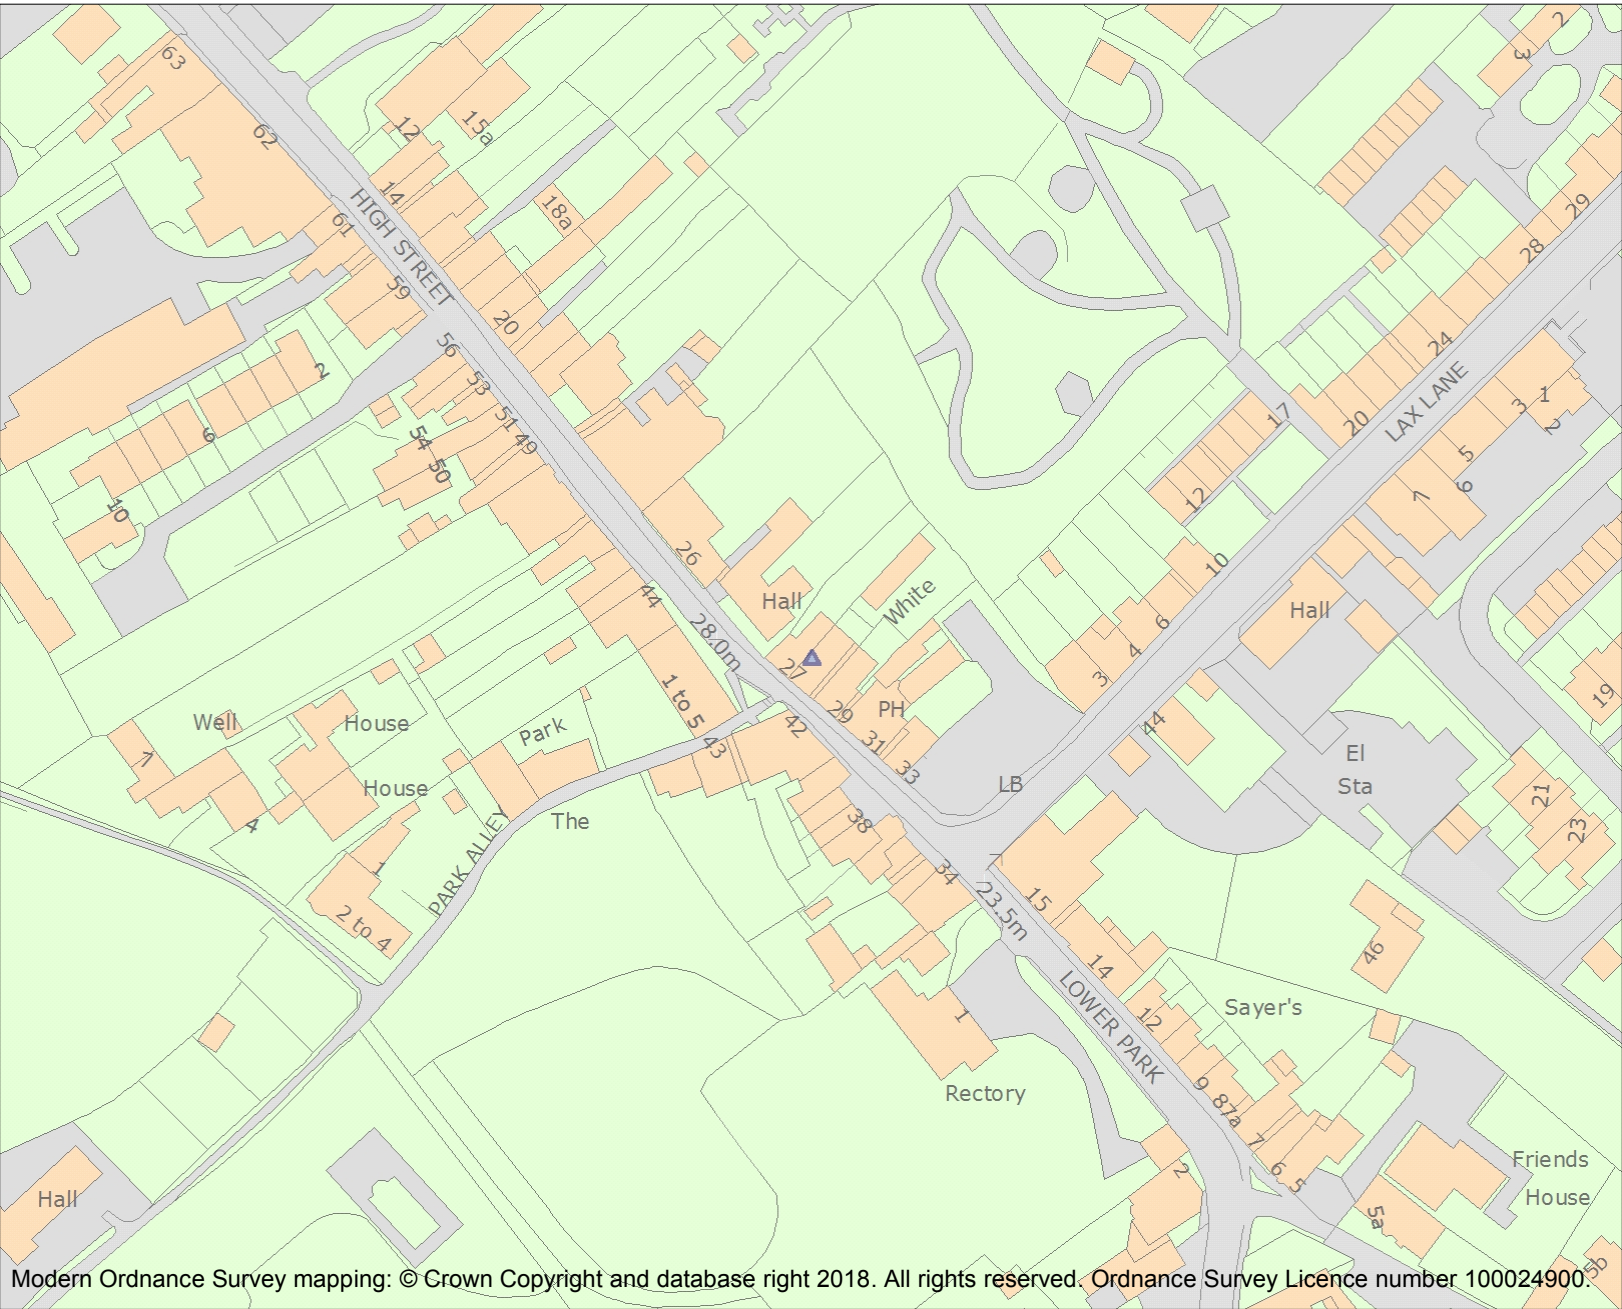 63
62
12
15a
14
HIGH STREET
61
18a
59
20
56
53
51
49
54
50
2
6
10
3
2
29
28
24
LAX LANE
20
17
12
3
1
2
5
7
6
26
44
28.0m
Hall
White
27
29
PH
31
33
10
6
4
3
Hall
44
LB
El
Sta
19
21
23
1 to 5
43
42
Park
Well
House
House
7
4
1
2 to 4
PARK ALLEY
The
38
34
23.5m
15
14
LOWER PARK
12
46
Sayer's
1
Rectory
9
87a
7
6
5
2
Friends
House
5a
5b
Hall
Modern Ordnance Survey mapping: © Crown Copyright and database right 2018. All rights reserved. Ordnance Survey Licence number 100024900.